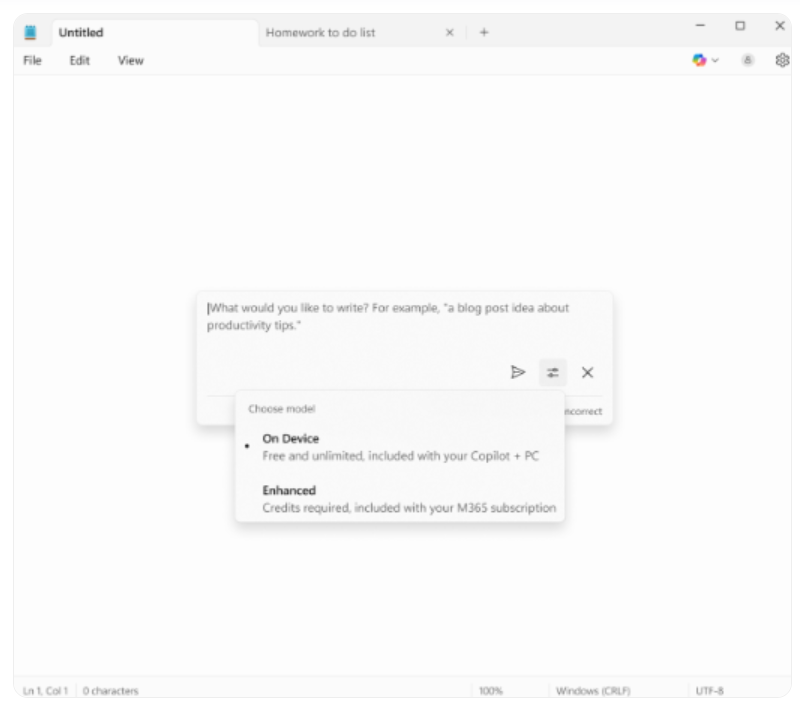 Untitled
Homework to do list
File Edit View
What would you like to write? For example, "a blog post idea about
productivity tips."
incorrect
Choose model
On Device
Free and unlimited, included with your Copilot + PC
Enhanced
Credits required, included with your M365 subscription
Ln 1, Col 1 0 characters 100% Windows (CRLF) UTF-8